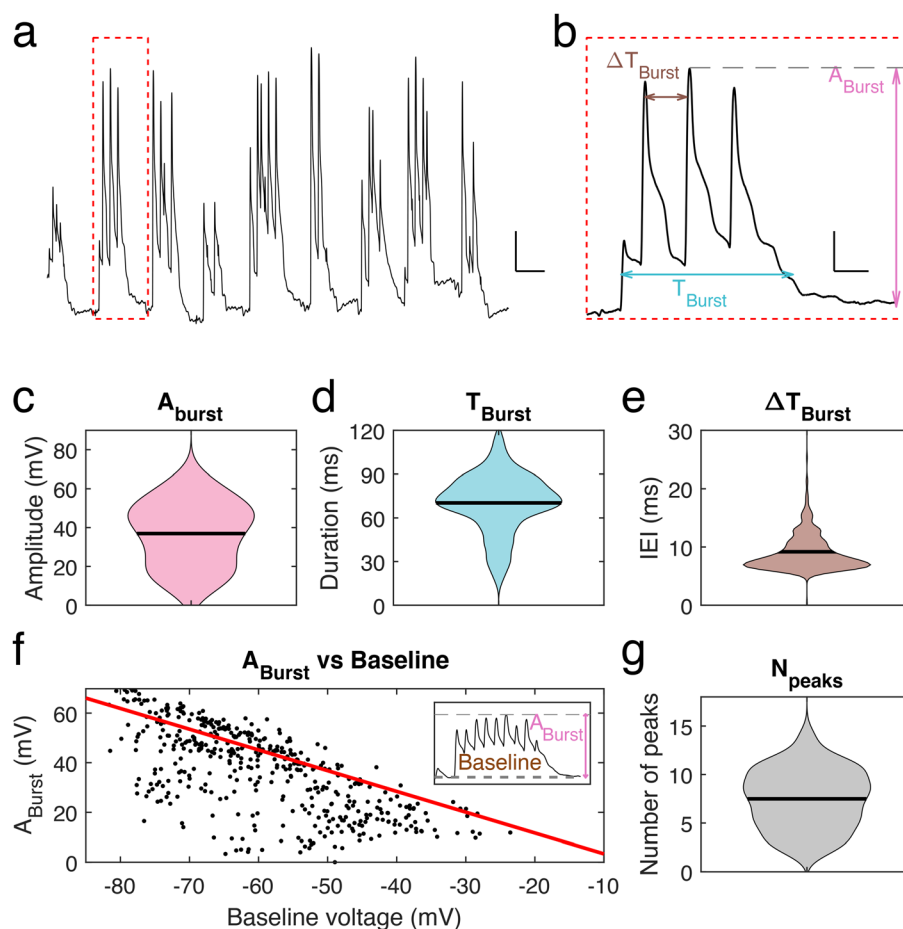 a
b
ΔT_Burst
A_Burst
T_Burst
c
A_burst
Amplitude (mV)
80
60
40
20
0
d
T_Burst
Duration (ms)
120
90
60
30
0
e
ΔT_Burst
IEI (ms)
30
20
10
0
f
A_Burst vs Baseline
A_Burst (mV)
60
40
20
0
A_Burst
Baseline
-80 -70 -60 -50 -40 -30 -20 -10
Baseline voltage (mV)
g
N_peaks
Number of peaks
15
10
5
0